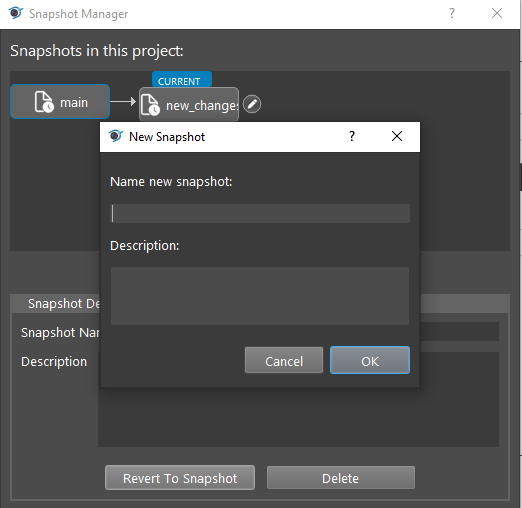 Snapshot Manager
?
Snapshots in this project:
CURRENT
main
new_changes
New Snapshot
?
Name new snapshot:
Description:
Cancel
OK
Snapshot De
Snapshot Nar
Description
Revert To Snapshot
Delete